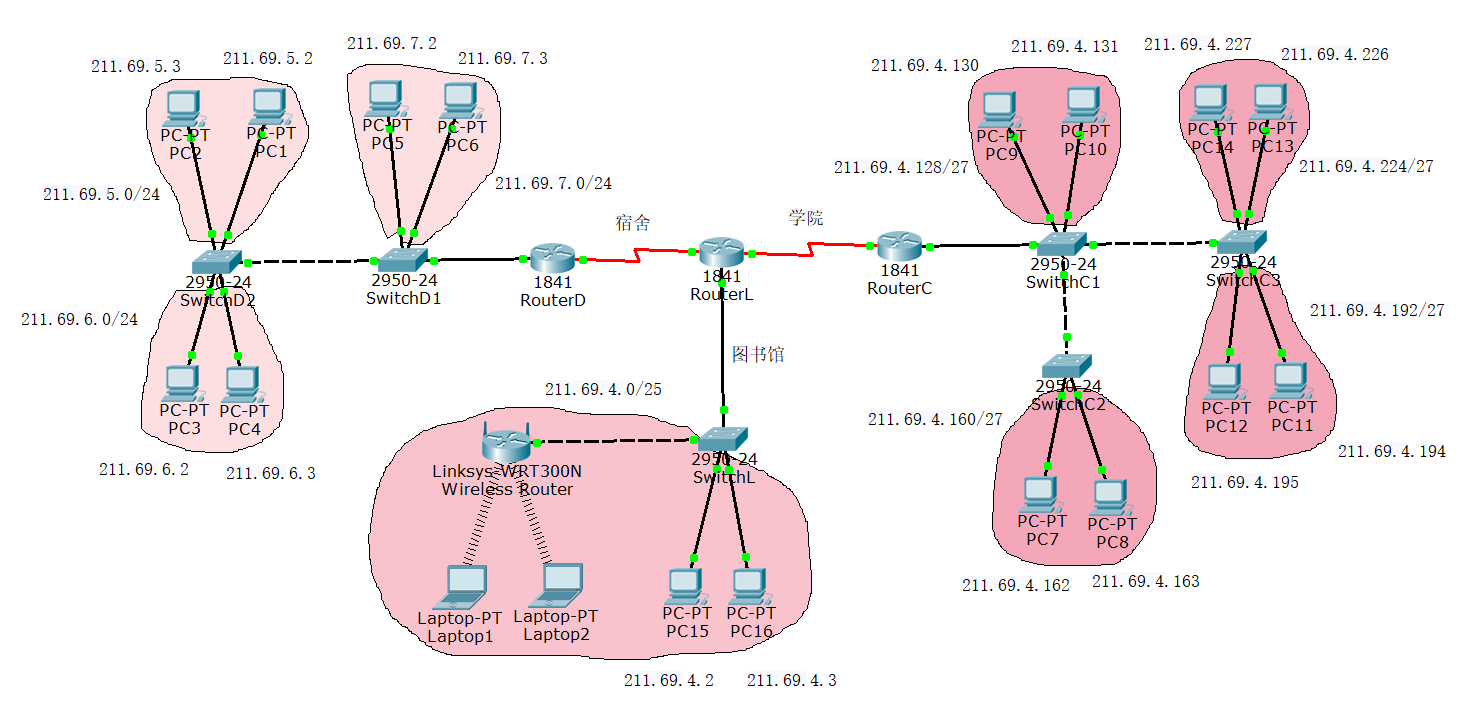 211.69.5.3
211.69.5.2
PC-PT
PC2
PC-PT
PC1
211.69.5.0/24
211.69.7.2
211.69.7.3
PC-PT
PC5
PC-PT
PC6
211.69.7.0/24
2950-24
SwitchD2
2950-24
SwitchD1
211.69.6.0/24
PC-PT
PC3
PC-PT
PC4
211.69.6.2
211.69.6.3
1841
RouterD
宿舍
1841
RouterL
学院
1841
RouterC
图书馆
211.69.4.0/25
Linksys-WRT300N
Wireless Router
2950-24
SwitchL
Laptop-PT
Laptop1
Laptop-PT
Laptop2
PC-PT
PC15
PC-PT
PC16
211.69.4.2
211.69.4.3
211.69.4.130
211.69.4.131
PC-PT
PC9
PC-PT
PC10
211.69.4.128/27
2950-24
SwitchC1
211.69.4.227
211.69.4.226
PC-PT
PC14
PC-PT
PC13
211.69.4.224/27
2950-24
SwitchC3
211.69.4.192/27
PC-PT
PC12
PC-PT
PC11
211.69.4.194
211.69.4.195
2950-24
SwitchC2
211.69.4.160/27
PC-PT
PC7
PC-PT
PC8
211.69.4.162
211.69.4.163